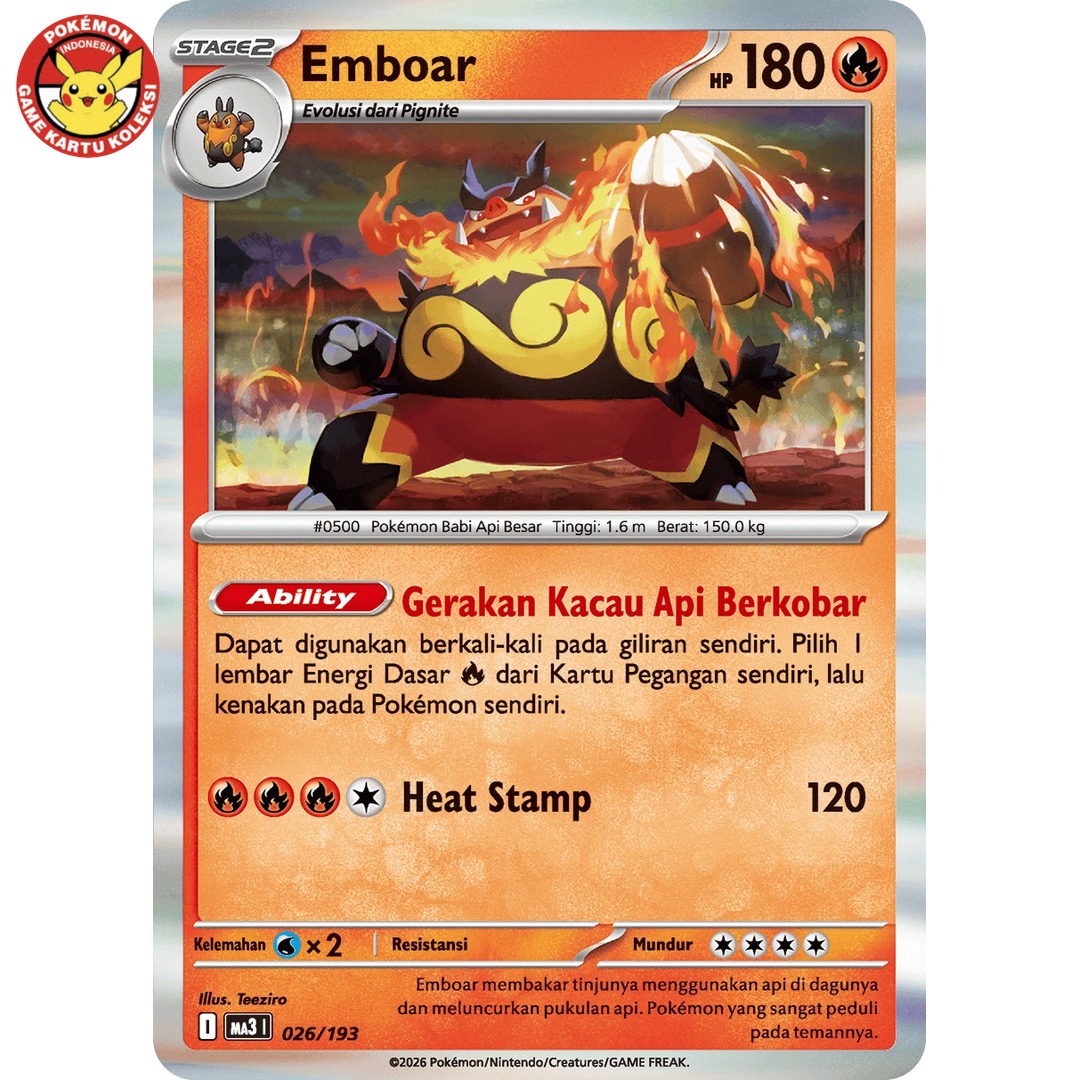 POKÉMON
INDONESIA
GAME KARTU KOLEKSI
STAGE2
Emboar
HP 180
Evolusi dari Pignite
#0500 Pokémon Babi Api Besar Tinggi: 1.6 m Berat: 150.0 kg
Ability Gerakan Kacau Api Berkobar
Dapat digunakan berkali-kali pada giliran sendiri. Pilih 1
lembar Energi Dasar dari Kartu Pegangan sendiri, lalu
kenakan pada Pokémon sendiri.
Heat Stamp 120
Kelemahan ×2 Resistansi Mundur
Emboar membakar tinjunya menggunakan api di dagunya
dan meluncurkan pukulan api. Pokémon yang sangat peduli
pada temannya.
Illus. Teeziro
I MA3 I 026/193
©2026 Pokémon/Nintendo/Creatures/GAME FREAK.